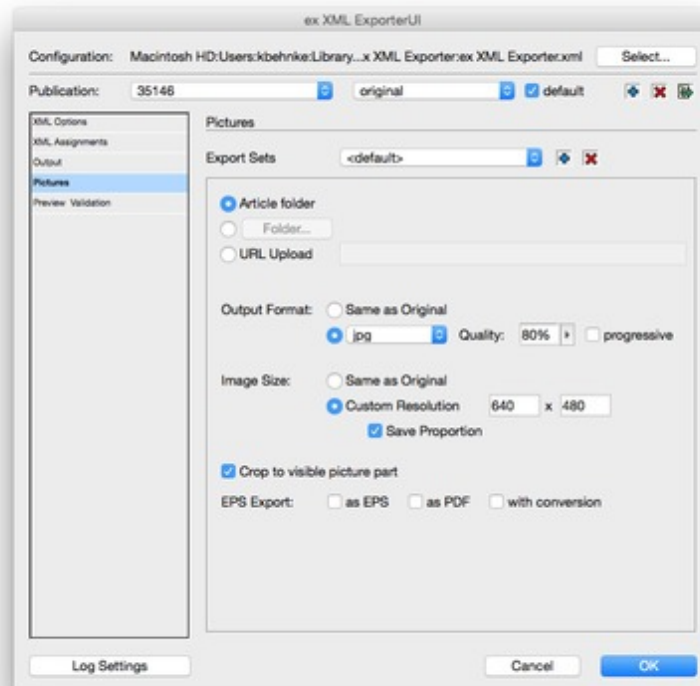 ex XML ExporterUI
Configuration: Macintosh HD:Users:kbehnke:Library...x XML Exporter:ex XML Exporter.xml Select...
Publication: 35146 original default
XML Options
XML Assignments
Output
Pictures
Preview Validation
Pictures
Export Sets <default>
Article folder
Folder...
URL Upload
Output Format: Same as Original
jpg Quality: 80% progressive
Image Size: Same as Original
Custom Resolution 640 x 480
Save Proportion
Crop to visible picture part
EPS Export: as EPS as PDF with conversion
Log Settings Cancel OK